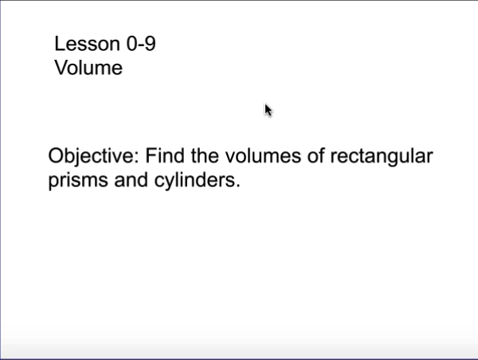 Lesson 0-9
Volume
Objective: Find the volumes of rectangular
prisms and cylinders.